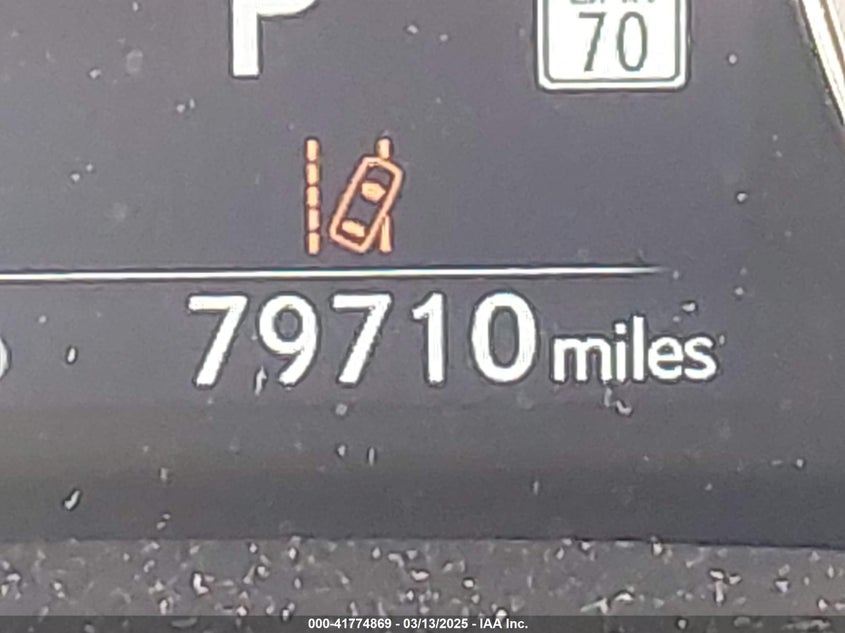 P
70
79710 miles
000-41774869 - 03/13/2025 - IAA Inc.